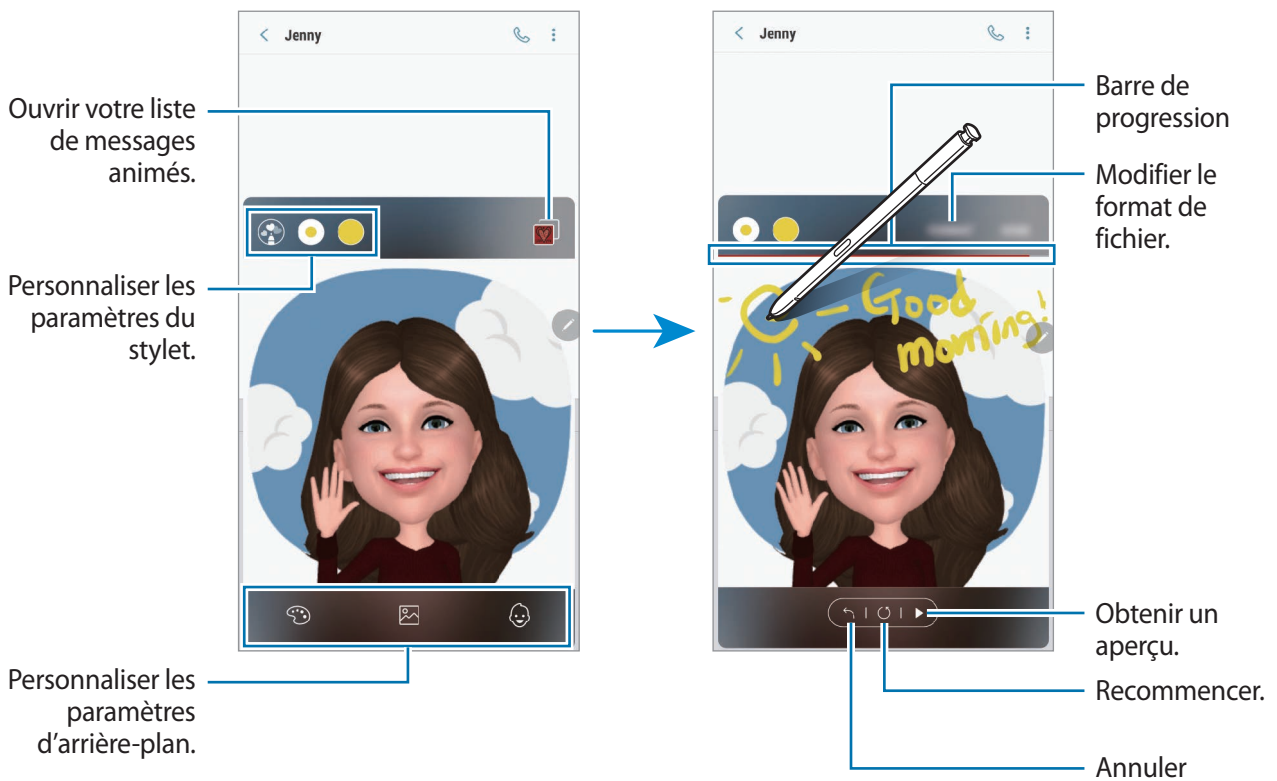 Jenny
Ouvrir votre liste
de messages
animés.
Personnaliser les
paramètres du
stylet.
Personnaliser les
paramètres
d'arrière-plan.
Jenny
Barre de
progression
Modifier le
format de
fichier.
Good
morning!
Obtenir un
aperçu.
Recommencer.
Annuler